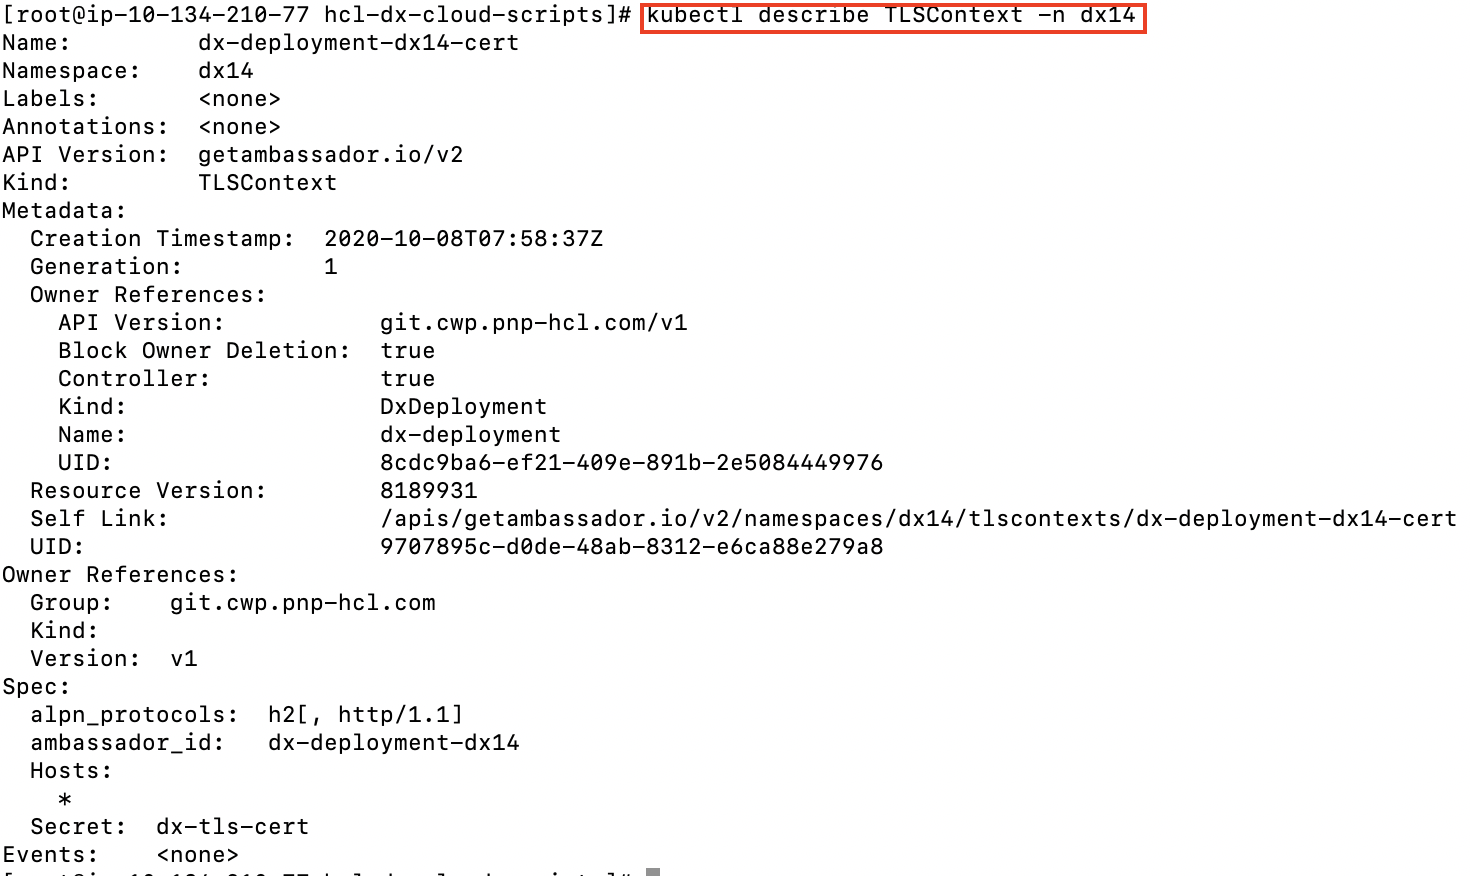 [root@ip-10-134-210-77 hcl-dx-cloud-scripts]# kubectl describe TLSContext -n dx14
Name:         dx-deployment-dx14-cert
Namespace:    dx14
Labels:       <none>
Annotations:  <none>
API Version:  getambassador.io/v2
Kind:         TLSContext
Metadata:
  Creation Timestamp:  2020-10-08T07:58:37Z
  Generation:          1
  Owner References:
    API Version:           git.cwp.pnp-hcl.com/v1
    Block Owner Deletion:  true
    Controller:            true
    Kind:                  DxDeployment
    Name:                  dx-deployment
    UID:                   8cdc9ba6-ef21-409e-891b-2e5084449976
  Resource Version:        8189931
  Self Link:               /apis/getambassador.io/v2/namespaces/dx14/tlscontexts/dx-deployment-dx14-cert
  UID:                     9707895c-d0de-48ab-8312-e6ca88e279a8
Owner References:
  Group:    git.cwp.pnp-hcl.com
  Kind:
  Version:  v1
Spec:
  alpn_protocols:  h2[, http/1.1]
  ambassador_id:   dx-deployment-dx14
  Hosts:
    *
  Secret:  dx-tls-cert
Events:    <none>